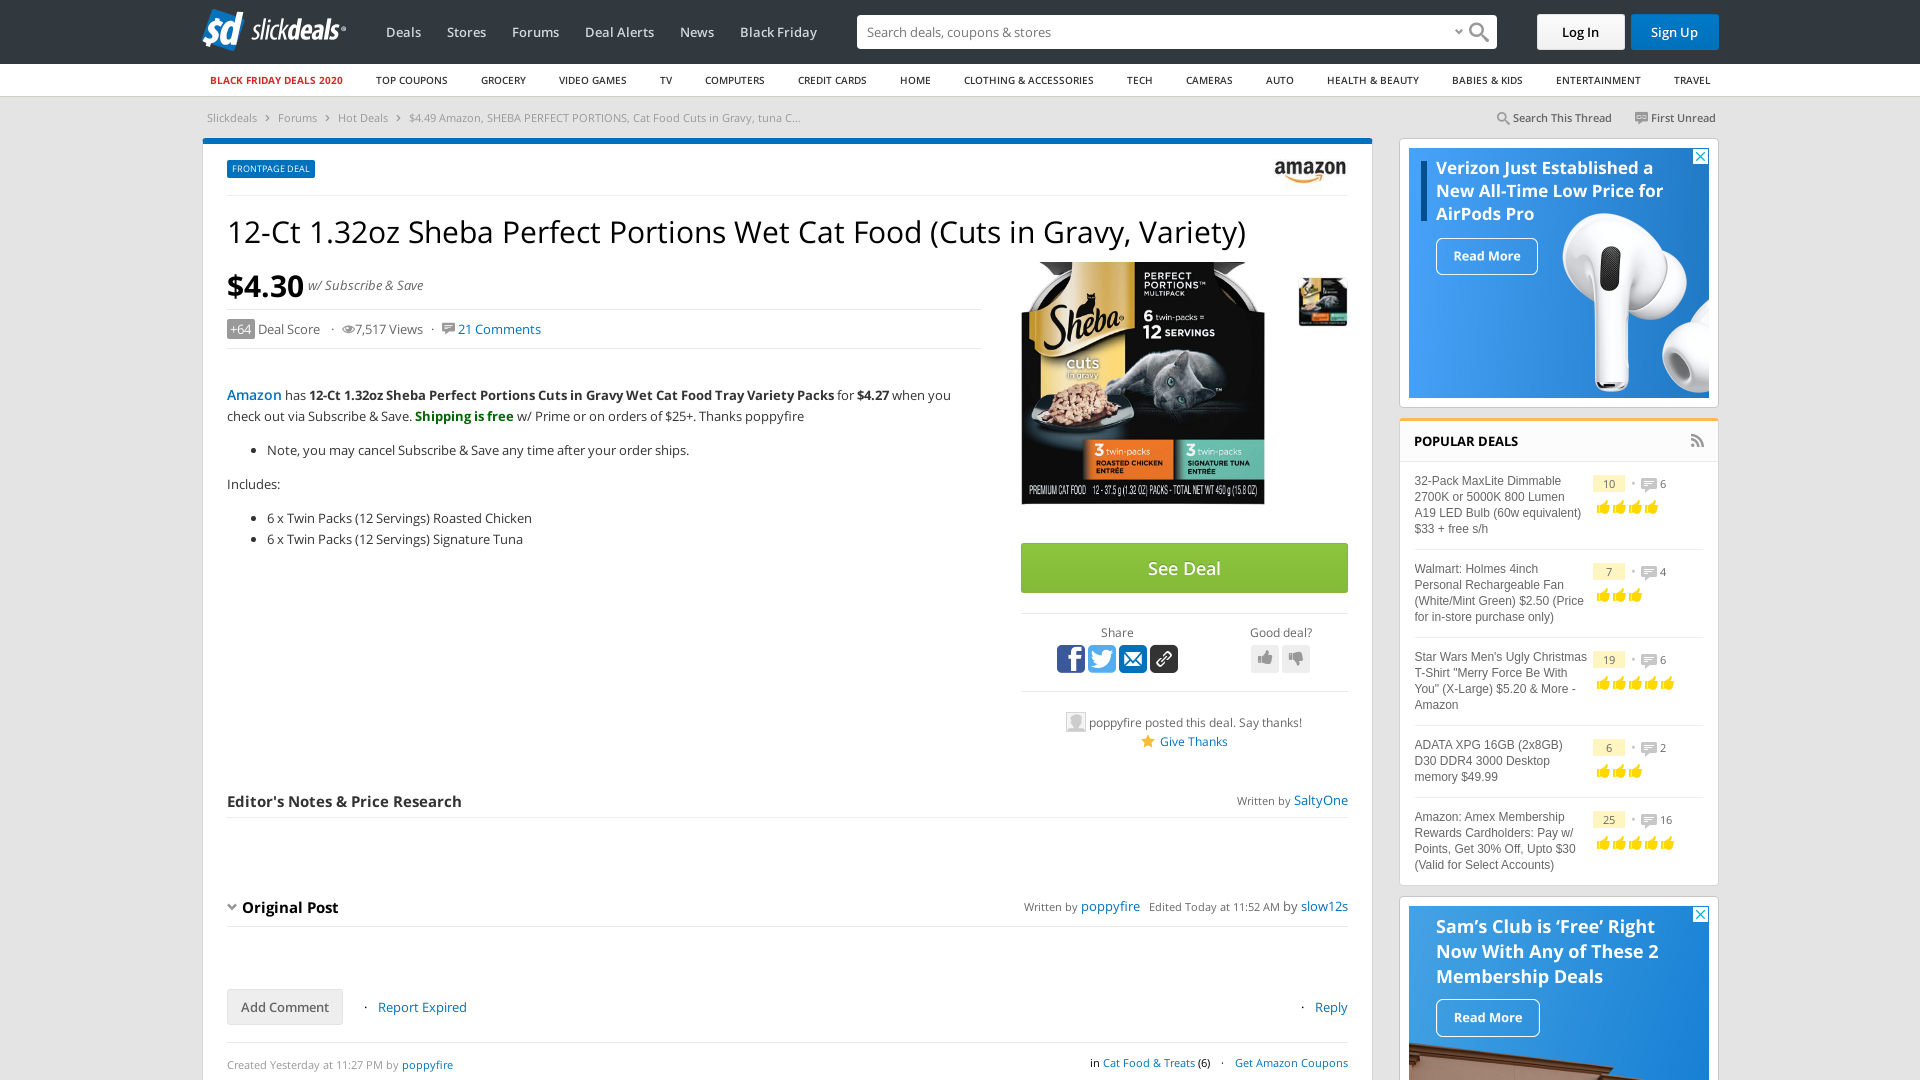 sd slickdeals
Deals Stores Forums Deal Alerts News Black Friday
Search deals, coupons & stores
Log In Sign Up
BLACK FRIDAY DEALS 2020 TOP COUPONS GROCERY VIDEO GAMES TV COMPUTERS CREDIT CARDS HOME CLOTHING & ACCESSORIES TECH CAMERAS AUTO HEALTH & BEAUTY BABIES & KIDS ENTERTAINMENT TRAVEL
Slickdeals › Forums › Hot Deals › $4.49 Amazon, SHEBA PERFECT PORTIONS, Cat Food Cuts in Gravy, tuna C...
Search This Thread First Unread
FRONTPAGE DEAL
amazon
12-Ct 1.32oz Sheba Perfect Portions Wet Cat Food (Cuts in Gravy, Variety)
$4.30 w/ Subscribe & Save
+64 Deal Score · 7,517 Views · 21 Comments
Amazon has 12-Ct 1.32oz Sheba Perfect Portions Cuts in Gravy Wet Cat Food Tray Variety Packs for $4.27 when you
check out via Subscribe & Save. Shipping is free w/ Prime or on orders of $25+. Thanks poppyfire
• Note, you may cancel Subscribe & Save any time after your order ships.
Includes:
• 6 x Twin Packs (12 Servings) Roasted Chicken
• 6 x Twin Packs (12 Servings) Signature Tuna
PERFECT
PORTIONS™
MULTIPACK
Sheba
6 twin-packs =
12 SERVINGS
cuts
in gravy
3 twin-packs
ROASTED CHICKEN
ENTRÉE
3 twin-packs
SIGNATURE TUNA
ENTRÉE
PREMIUM CAT FOOD 12 - 37.5 g (1.32 OZ) PACKS - TOTAL NET WT 450 g (15.8 OZ)
See Deal
Share
Good deal?
poppyfire posted this deal. Say thanks!
Give Thanks
Editor's Notes & Price Research
Written by SaltyOne
Original Post
Written by poppyfire Edited Today at 11:52 AM by slow12s
Add Comment · Report Expired
· Reply
Created Yesterday at 11:27 PM by poppyfire
in Cat Food & Treats (6) · Get Amazon Coupons
Verizon Just Established a
New All-Time Low Price for
AirPods Pro
Read More
POPULAR DEALS
32-Pack MaxLite Dimmable
2700K or 5000K 800 Lumen
A19 LED Bulb (60w equivalent)
$33 + free s/h
10 • 6
Walmart: Holmes 4inch
Personal Rechargeable Fan
(White/Mint Green) $2.50 (Price
for in-store purchase only)
7 • 4
Star Wars Men's Ugly Christmas
T-Shirt "Merry Force Be With
You" (X-Large) $5.20 & More -
Amazon
19 • 6
ADATA XPG 16GB (2x8GB)
D30 DDR4 3000 Desktop
memory $49.99
6 • 2
Amazon: Amex Membership
Rewards Cardholders: Pay w/
Points, Get 30% Off, Upto $30
(Valid for Select Accounts)
25 • 16
Sam's Club is 'Free' Right
Now With Any of These 2
Membership Deals
Read More